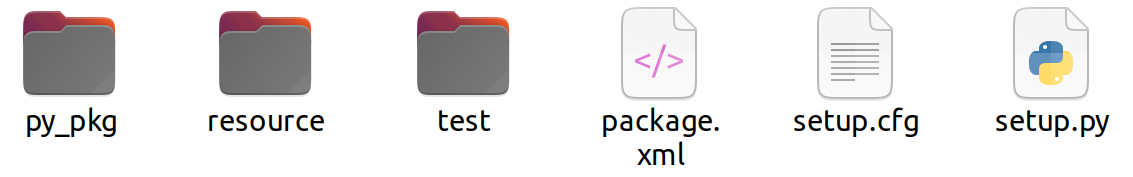 py_pkg
resource
test
package.
xml
setup.cfg
setup.py